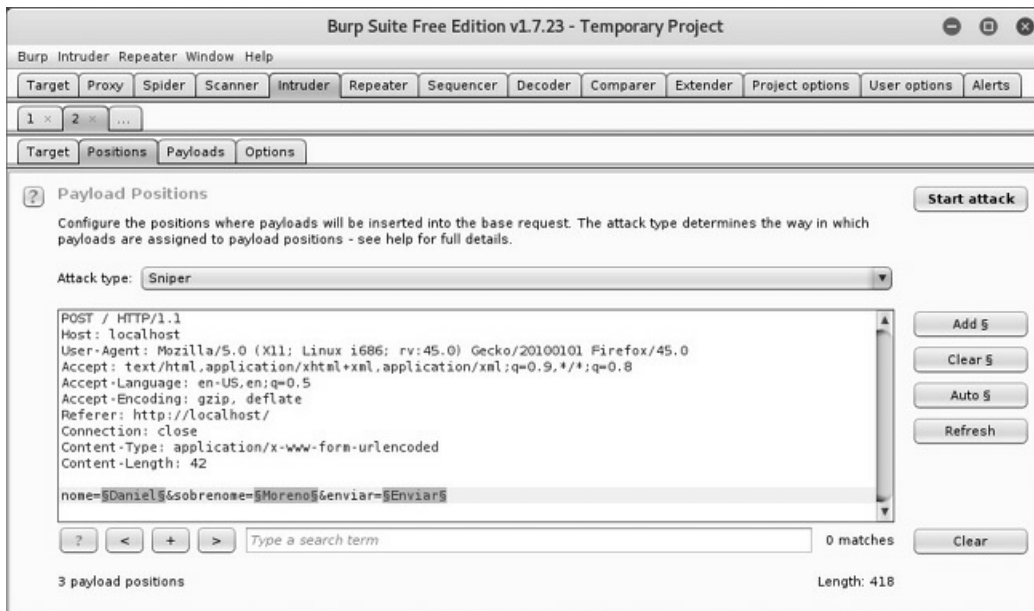 Burp Suite Free Edition v1.7.23 - Temporary Project
Burp Intruder Repeater Window Help
Target Proxy Spider Scanner Intruder Repeater Sequencer Decoder Comparer Extender Project options User options Alerts
1 × 2 × ...
Target Positions Payloads Options
? Payload Positions
Start attack
Configure the positions where payloads will be inserted into the base request. The attack type determines the way in which
payloads are assigned to payload positions - see help for full details.
Attack type: Sniper
POST / HTTP/1.1
Host: localhost
User-Agent: Mozilla/5.0 (X11; Linux i686; rv:45.0) Gecko/20100101 Firefox/45.0
Accept: text/html,application/xhtml+xml,application/xml;q=0.9,*/*;q=0.8
Accept-Language: en-US,en;q=0.5
Accept-Encoding: gzip, deflate
Referer: http://localhost/
Connection: close
Content-Type: application/x-www-form-urlencoded
Content-Length: 42
nome=§Daniel§&sobrenome=§Moreno§&enviar=§Enviar§
Add §
Clear §
Auto §
Refresh
? < + > Type a search term 0 matches Clear
3 payload positions Length: 418